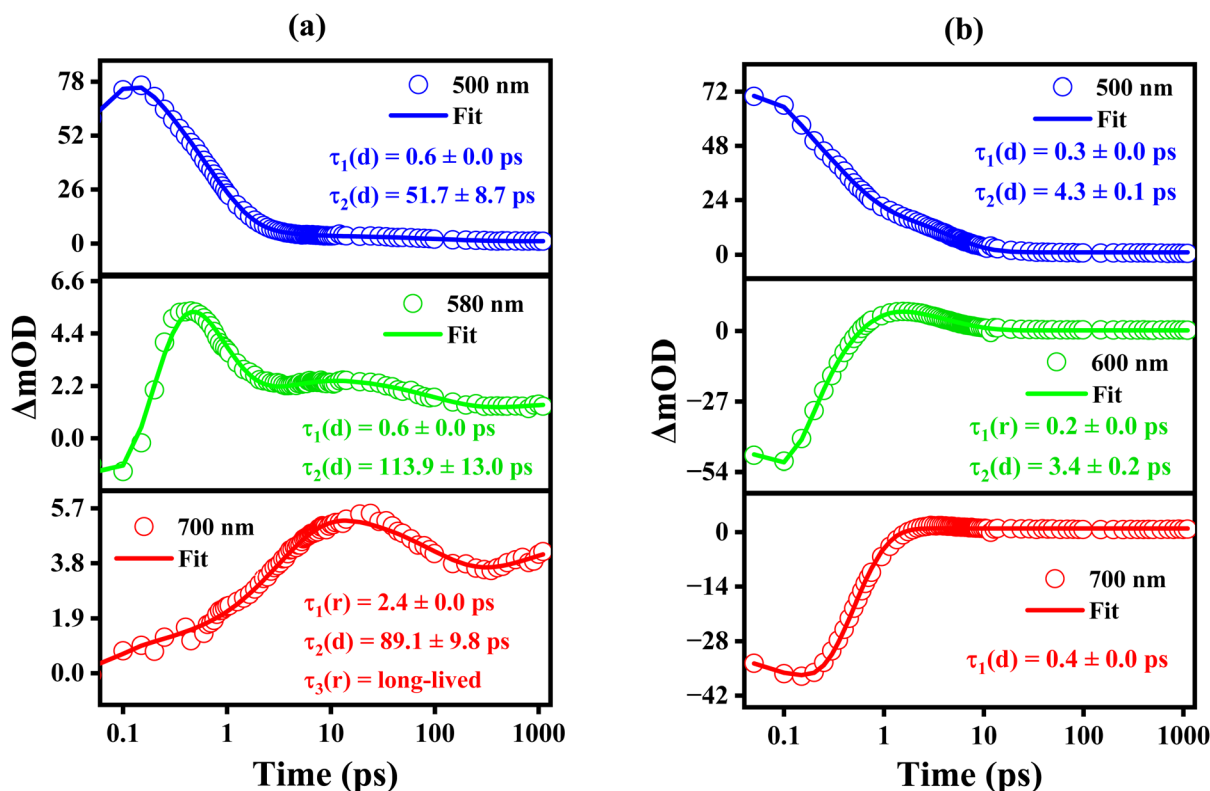 (a)
ΔmOD
78
52
26
0
500 nm
Fit
τ1(d) = 0.6 ± 0.0 ps
τ2(d) = 51.7 ± 8.7 ps
6.6
4.4
2.2
0.0
580 nm
Fit
τ1(d) = 0.6 ± 0.0 ps
τ2(d) = 113.9 ± 13.0 ps
5.7
3.8
1.9
0.0
700 nm
Fit
τ1(r) = 2.4 ± 0.0 ps
τ2(d) = 89.1 ± 9.8 ps
τ3(r) = long-lived
0.1 1 10 100 1000
Time (ps)
(b)
ΔmOD
72
48
24
0
500 nm
Fit
τ1(d) = 0.3 ± 0.0 ps
τ2(d) = 4.3 ± 0.1 ps
0
−27
−54
600 nm
Fit
τ1(r) = 0.2 ± 0.0 ps
τ2(d) = 3.4 ± 0.2 ps
0
−14
−28
−42
700 nm
Fit
τ1(d) = 0.4 ± 0.0 ps
0.1 1 10 100 1000
Time (ps)